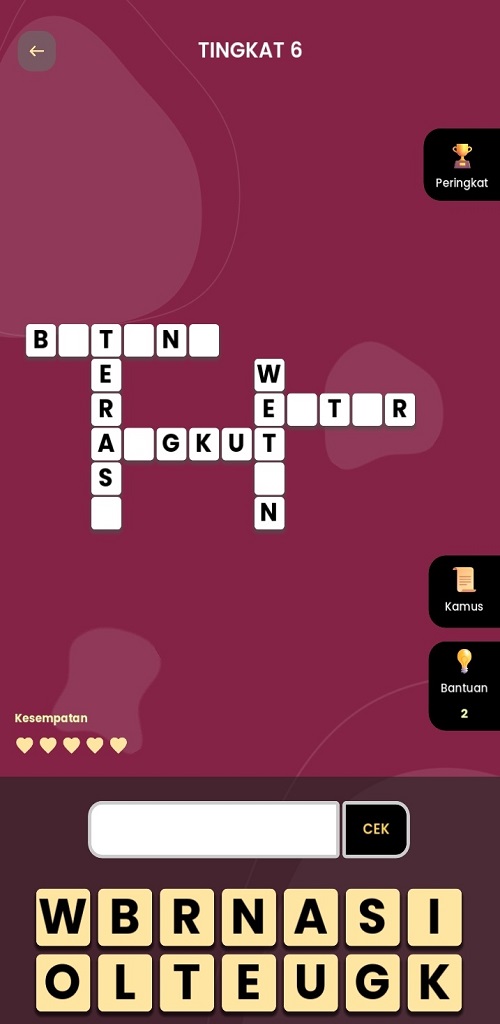 TINGKAT 6
Peringkat
B T N
E W
R E T R
A G K U T
S
N
Kamus
Bantuan
2
Kesempatan
CEK
W B R N A S I
O L T E U G K